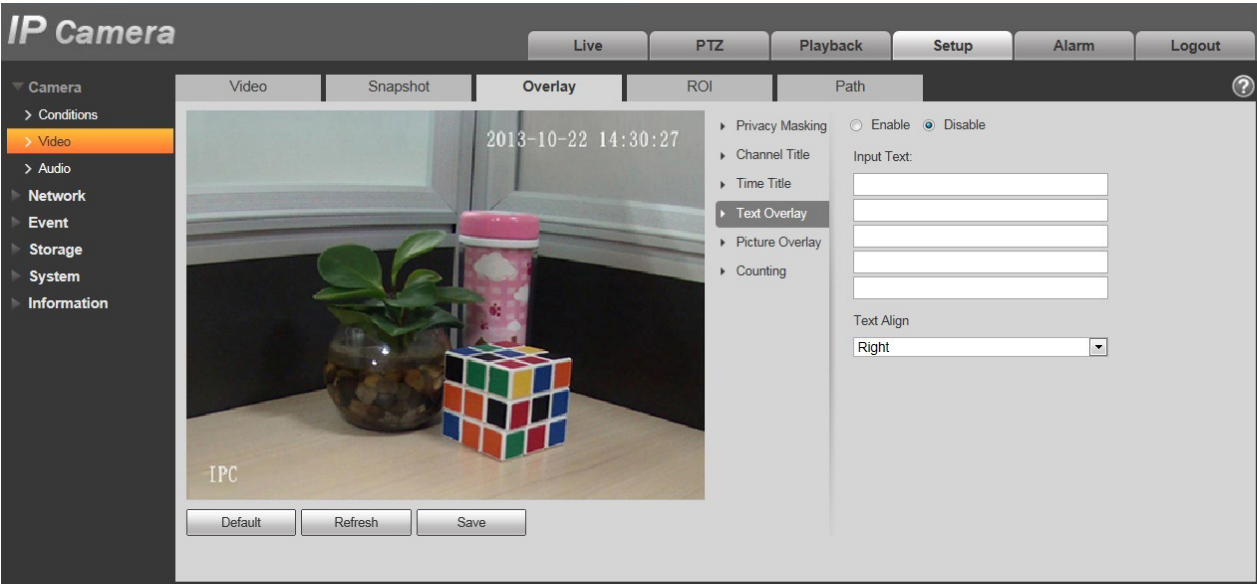 IP Camera
Live PTZ Playback Setup Alarm Logout
Camera
Conditions
Video
Audio
Network
Event
Storage
System
Information
Video Snapshot Overlay ROI Path
?
2013-10-22 14:30:27
IPC
Default Refresh Save
Privacy Masking
Channel Title
Time Title
Text Overlay
Picture Overlay
Counting
Enable Disable
Input Text:
Text Align
Right